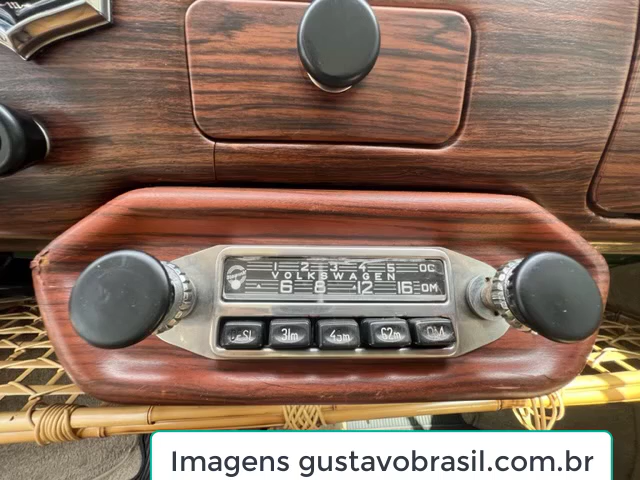 1 2 3 4 5 OC
VOLKSWAGEN
6 8 12 16 OM
31m 62m OM
Imagens gustavobrasil.com.br